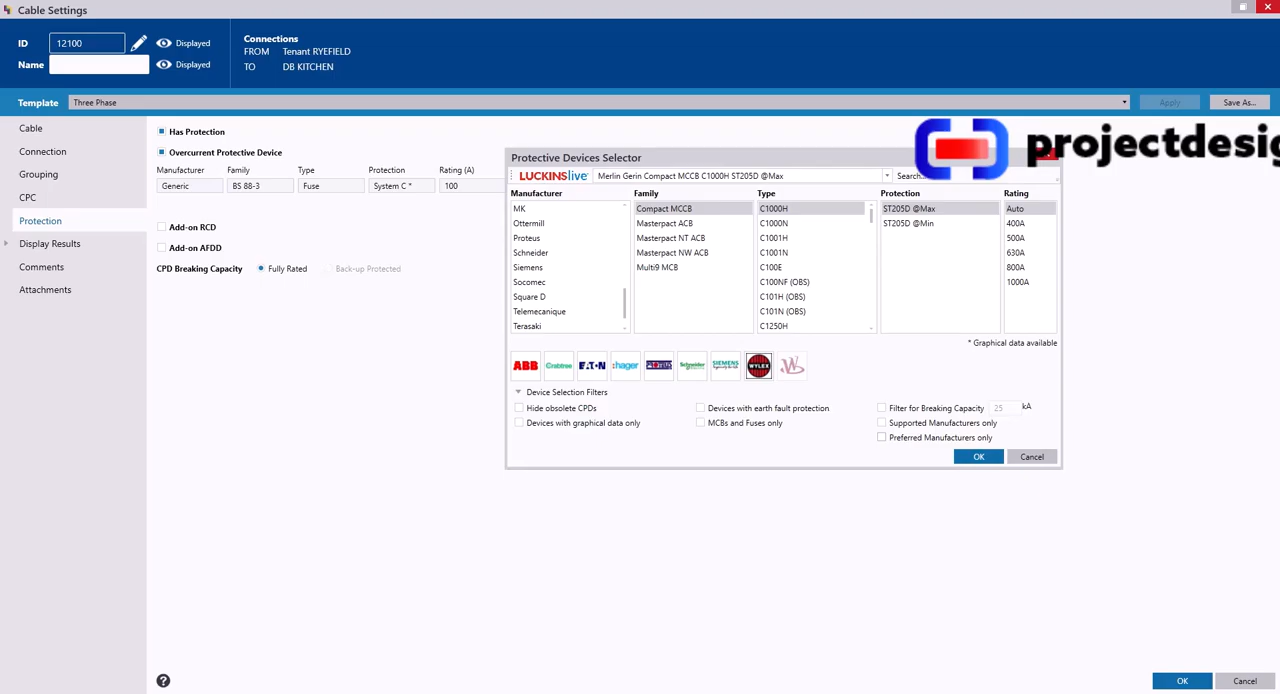 Cable Settings
ID 12100 Displayed
Name Displayed
Connections
FROM Tenant RYEFIELD
TO DB KITCHEN
Template Three Phase Apply Save As...
Cable
Connection
Grouping
CPC
Protection
Display Results
Comments
Attachments
Has Protection
Overcurrent Protective Device
Manufacturer Family Type Protection Rating (A)
Generic BS 88-3 Fuse System C * 100
Add-on RCD
Add-on AFDD
CPD Breaking Capacity Fully Rated Back-up Protected
projectdesig
Protective Devices Selector
LUCKINSlive Merlin Gerin Compact MCCB C1000H ST205D @Max Search...
Manufacturer Family Type Protection Rating
MK Compact MCCB C1000H ST205D @Max Auto
Ottermill Masterpact ACB C1000N ST205D @Min 400A
Proteus Masterpact NT ACB C1001H 500A
Schneider Masterpact NW ACB C1001N 630A
Siemens Multi9 MCB C100E 800A
Socomec C100NF (OBS) 1000A
Square D C101H (OBS)
Telemecanique C101N (OBS)
Terasaki C1250H
* Graphical data available
ABB Crabtree EATON :hager PROTEUS Schneider SIEMENS WYLEX
Device Selection Filters
Hide obsolete CPDs Devices with earth fault protection Filter for Breaking Capacity 25 kA
Devices with graphical data only MCBs and Fuses only Supported Manufacturers only
Preferred Manufacturers only
OK Cancel
? OK Cancel